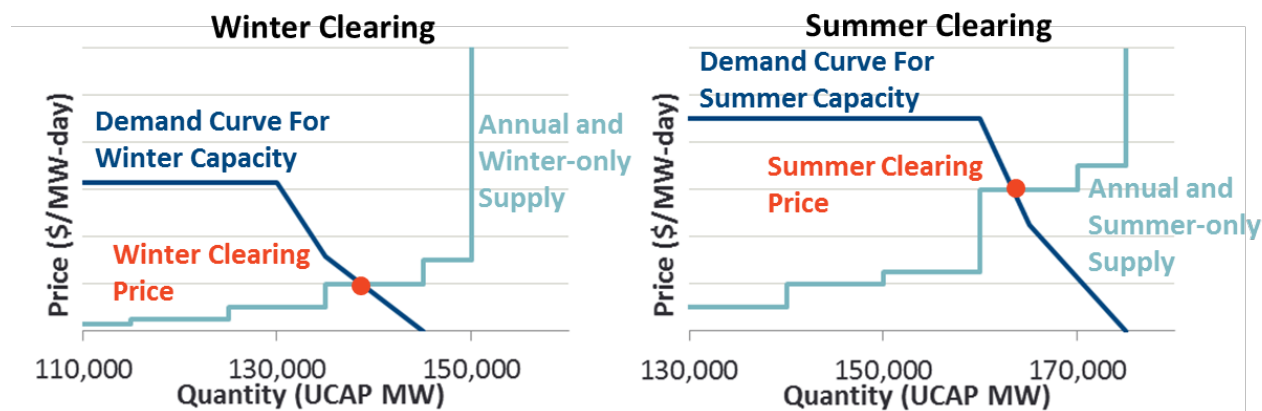 Winter Clearing
Price ($/MW-day)
Demand Curve For
Winter Capacity
Annual and
Winter-only
Supply
Winter Clearing
Price
110,000
130,000
150,000
Quantity (UCAP MW)
Summer Clearing
Price ($/MW-day)
Demand Curve For
Summer Capacity
Summer Clearing
Price
Annual and
Summer-only
Supply
130,000
150,000
170,000
Quantity (UCAP MW)